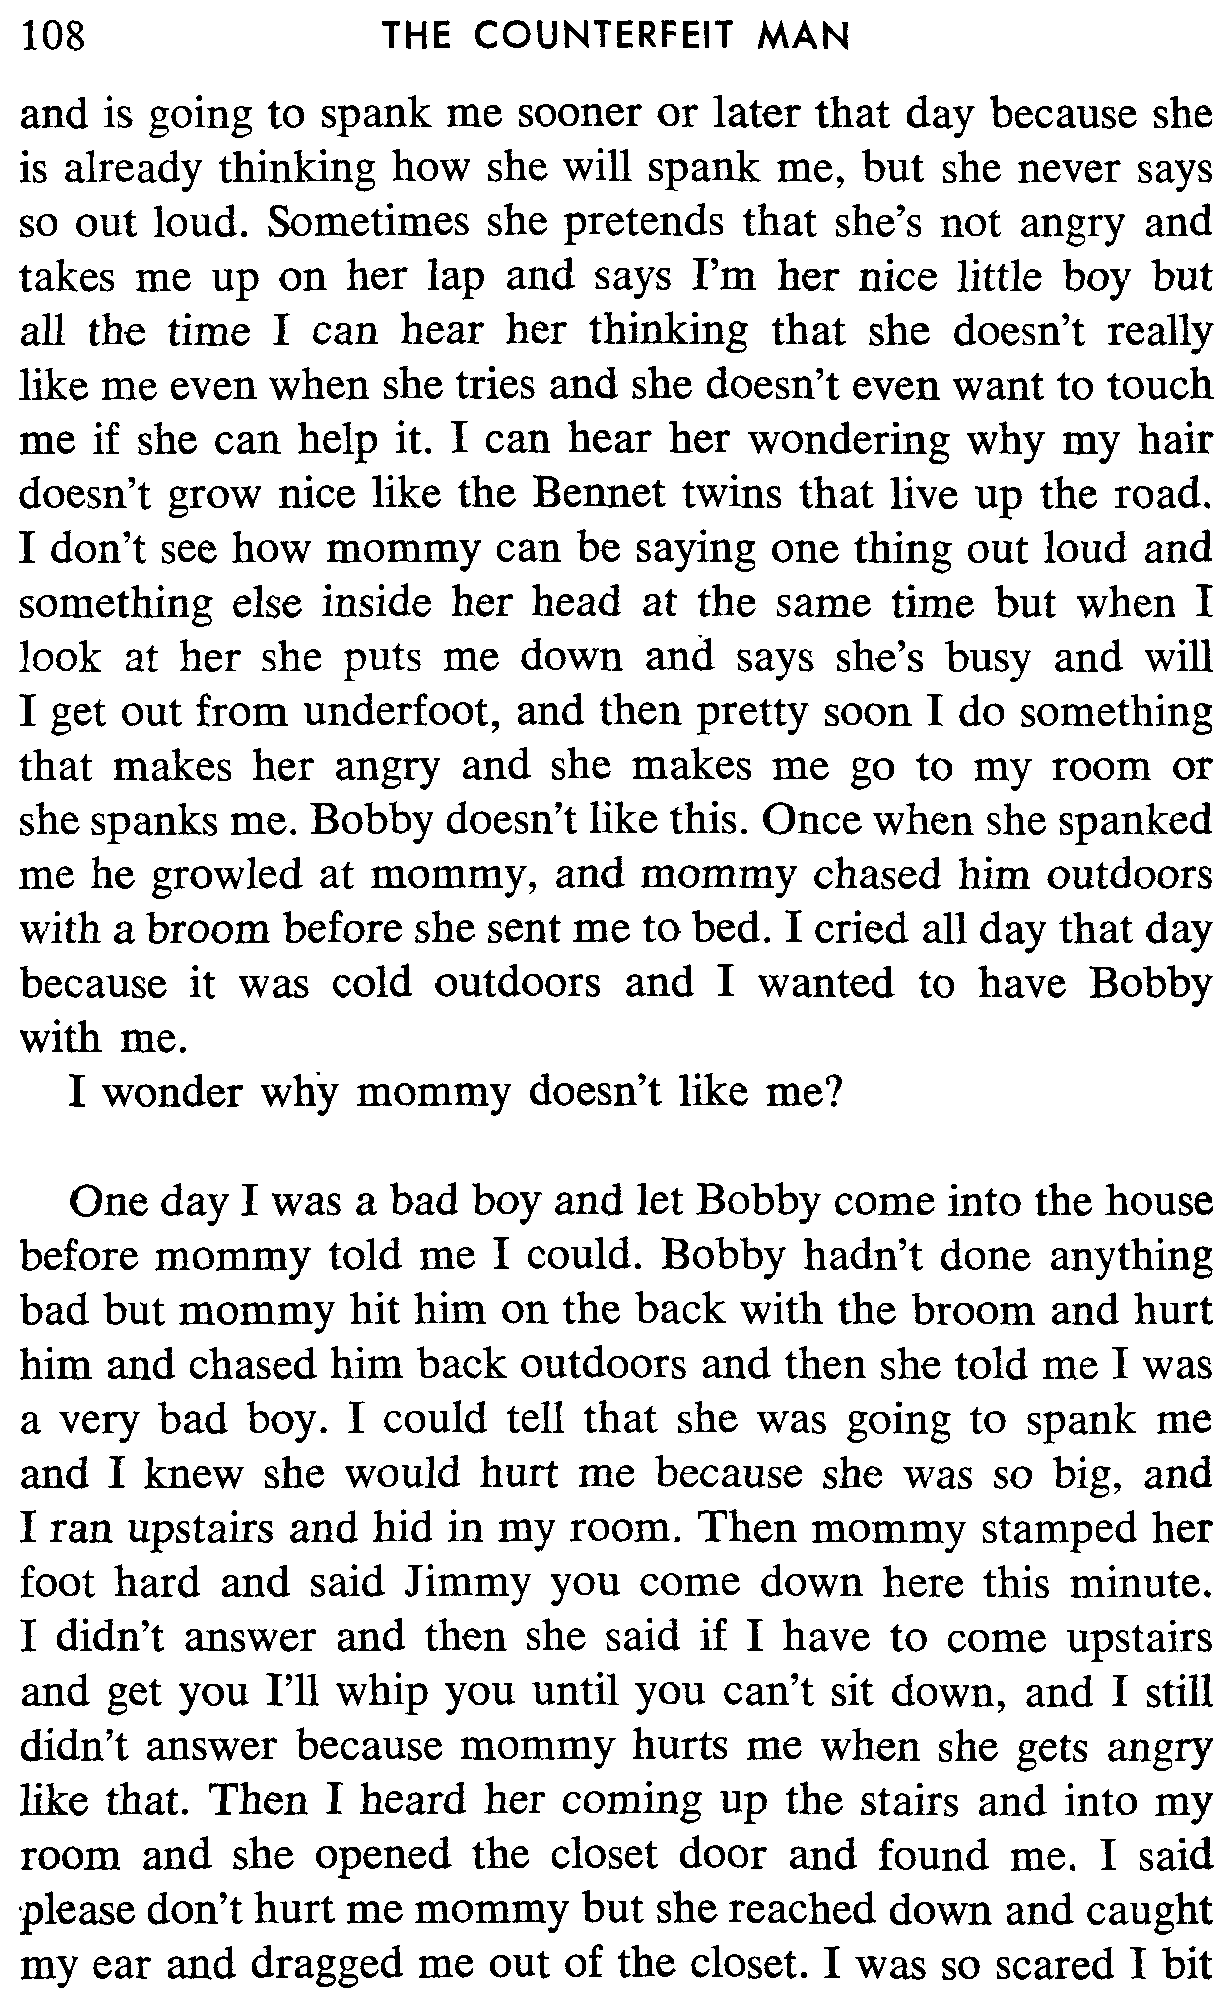 108 THE COUNTERFEIT MAN
and is going to spank me sooner or later that day because she
is already thinking how she will spank me, but she never says
so out loud. Sometimes she pretends that she's not angry and
takes me up on her lap and says I'm her nice little boy but
all the time I can hear her thinking that she doesn't really
like me even when she tries and she doesn't even want to touch
me if she can help it. I can hear her wondering why my hair
doesn't grow nice like the Bennet twins that live up the road.
I don't see how mommy can be saying one thing out loud and
something else inside her head at the same time but when I
look at her she puts me down and says she's busy and will
I get out from underfoot, and then pretty soon I do something
that makes her angry and she makes me go to my room or
she spanks me. Bobby doesn't like this. Once when she spanked
me he growled at mommy, and mommy chased him outdoors
with a broom before she sent me to bed. I cried all day that day
because it was cold outdoors and I wanted to have Bobby
with me.
I wonder why mommy doesn't like me?
One day I was a bad boy and let Bobby come into the house
before mommy told me I could. Bobby hadn't done anything
bad but mommy hit him on the back with the broom and hurt
him and chased him back outdoors and then she told me I was
a very bad boy. I could tell that she was going to spank me
and I knew she would hurt me because she was so big, and
I ran upstairs and hid in my room. Then mommy stamped her
foot hard and said Jimmy you come down here this minute.
I didn't answer and then she said if I have to come upstairs
and get you I'll whip you until you can't sit down, and I still
didn't answer because mommy hurts me when she gets angry
like that. Then I heard her coming up the stairs and into my
room and she opened the closet door and found me. I said
please don't hurt me mommy but she reached down and caught
my ear and dragged me out of the closet. I was so scared I bit